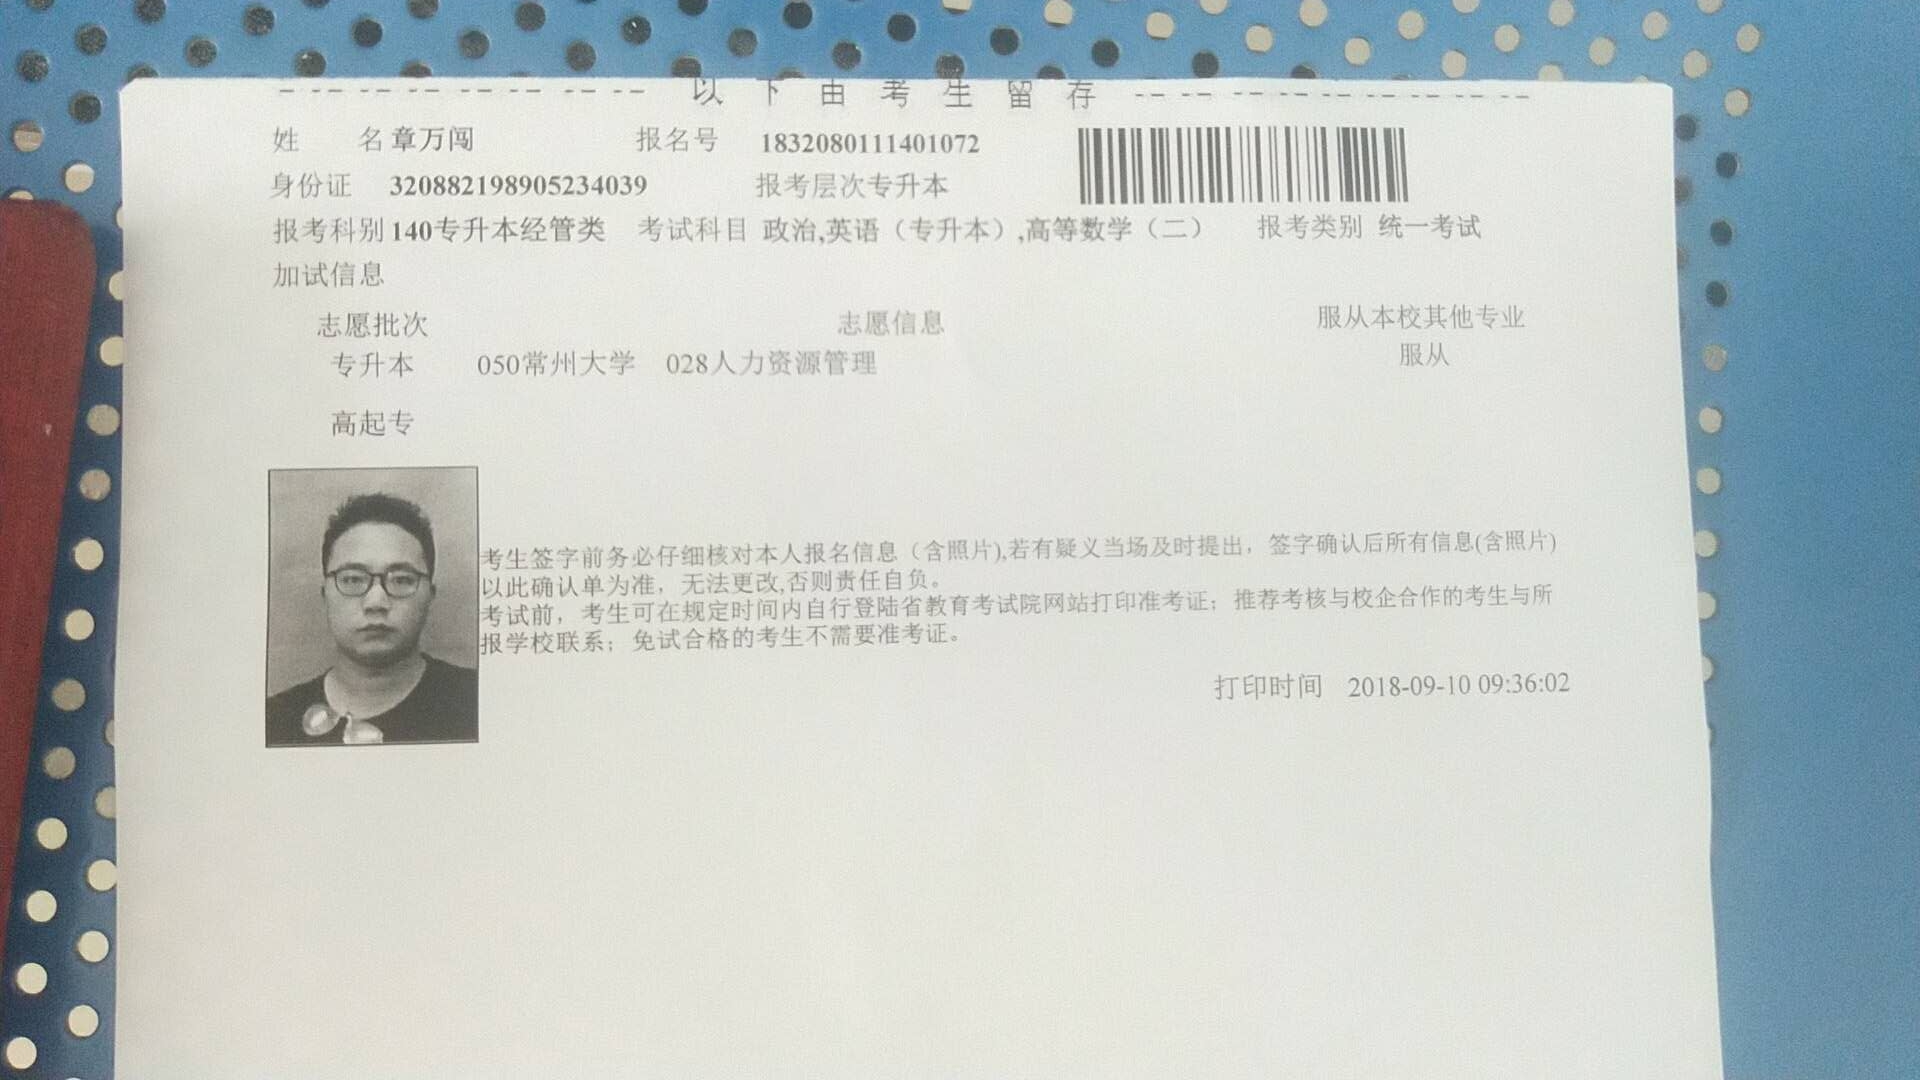 以下由考生留存
姓 名 章万闯 报名号 1832080111401072
身份证 320882198905234039 报考层次 专升本
报考科别 140专升本经管类 考试科目 政治,英语（专升本）,高等数学（二） 报考类别 统一考试
加试信息
志愿批次 志愿信息 服从本校其他专业
专升本 050常州大学 028人力资源管理 服从
高起专
考生签字前务必仔细核对本人报名信息（含照片),若有疑义当场及时提出，签字确认后所有信息(含照片)
以此确认单为准，无法更改,否则责任自负。
考试前，考生可在规定时间内自行登陆省教育考试院网站打印准考证；推荐考核与校企合作的考生与所
报学校联系；免试合格的考生不需要准考证。
打印时间 2018-09-10 09:36:02